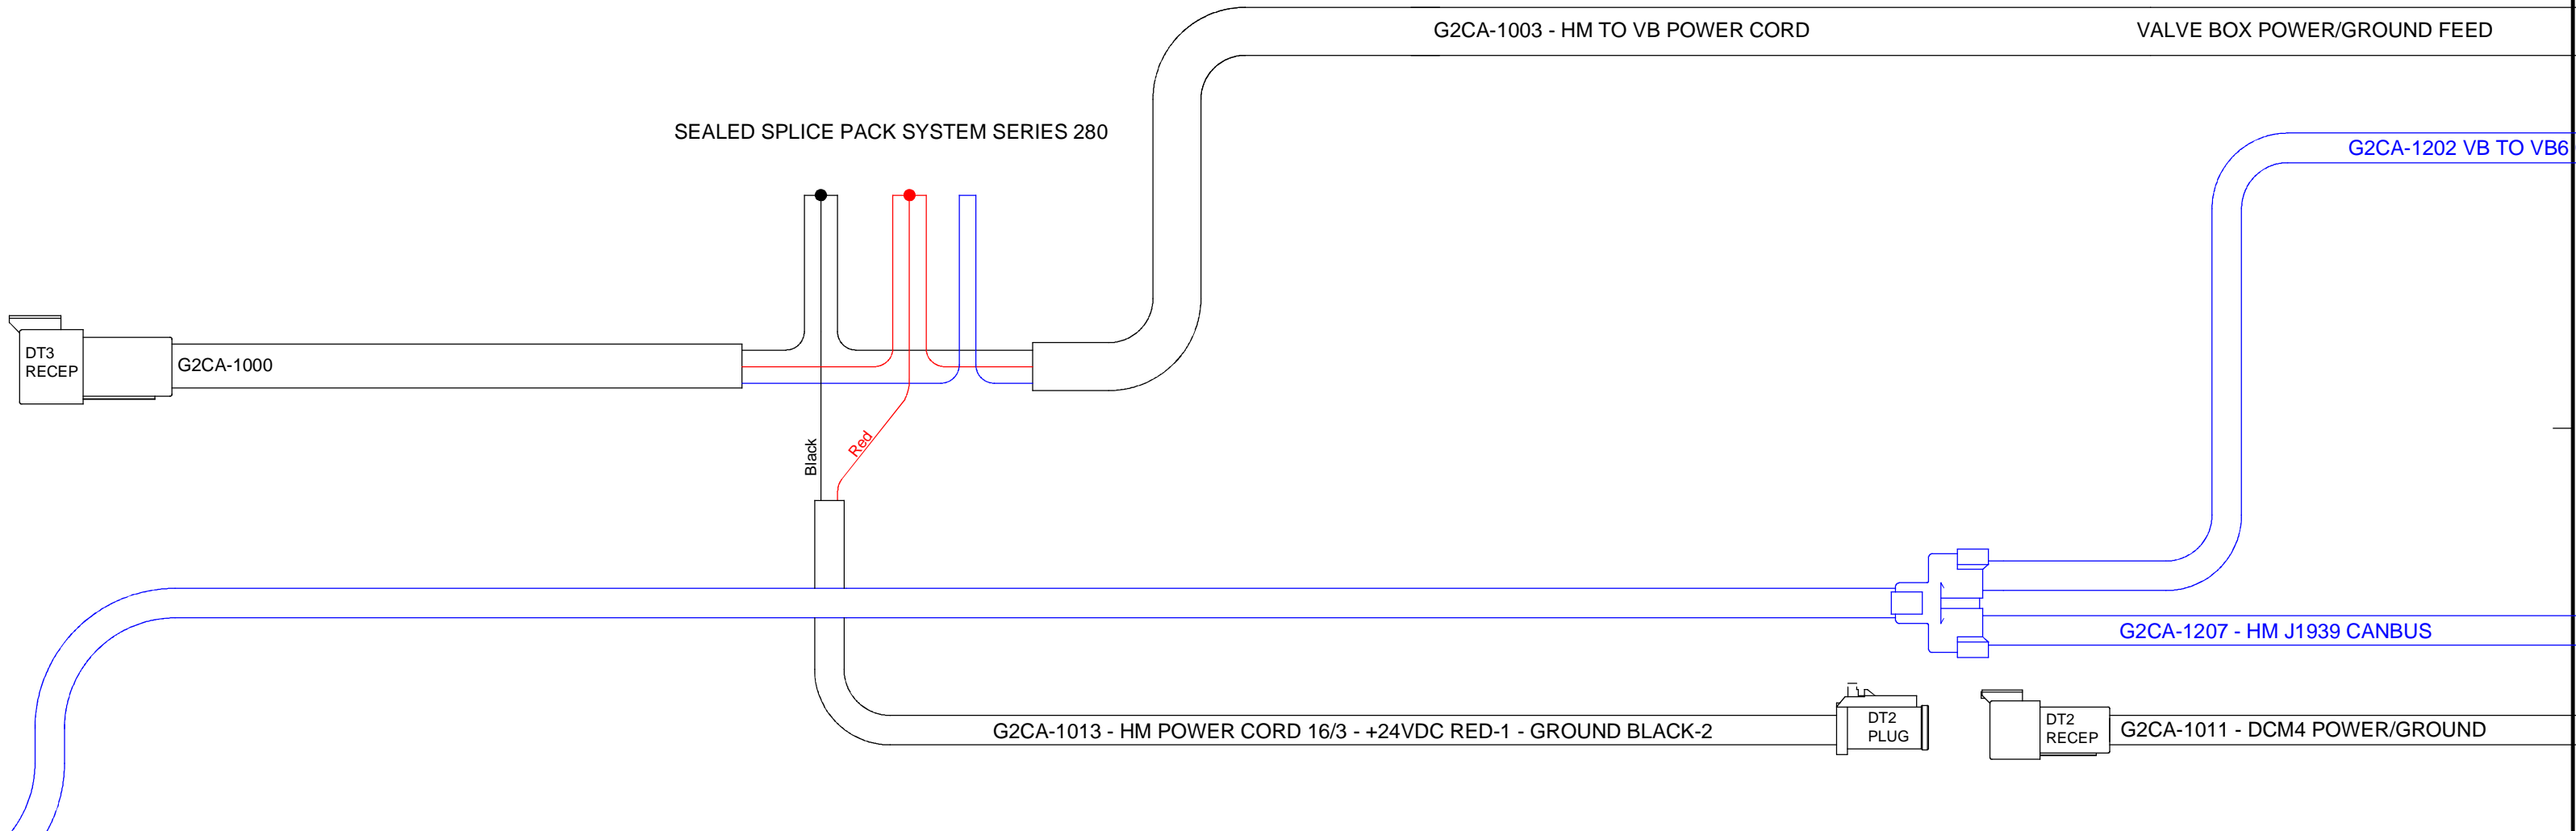 G2CA-1003 - HM TO VB POWER CORD
VALVE BOX POWER/GROUND FEED
SEALED SPLICE PACK SYSTEM SERIES 280
G2CA-1202 VB TO VB6
DT3
RECEP
G2CA-1000
Black
Red
G2CA-1207 - HM J1939 CANBUS
G2CA-1013 - HM POWER CORD 16/3 - +24VDC RED-1 - GROUND BLACK-2
DT2
PLUG
DT2
RECEP
G2CA-1011 - DCM4 POWER/GROUND